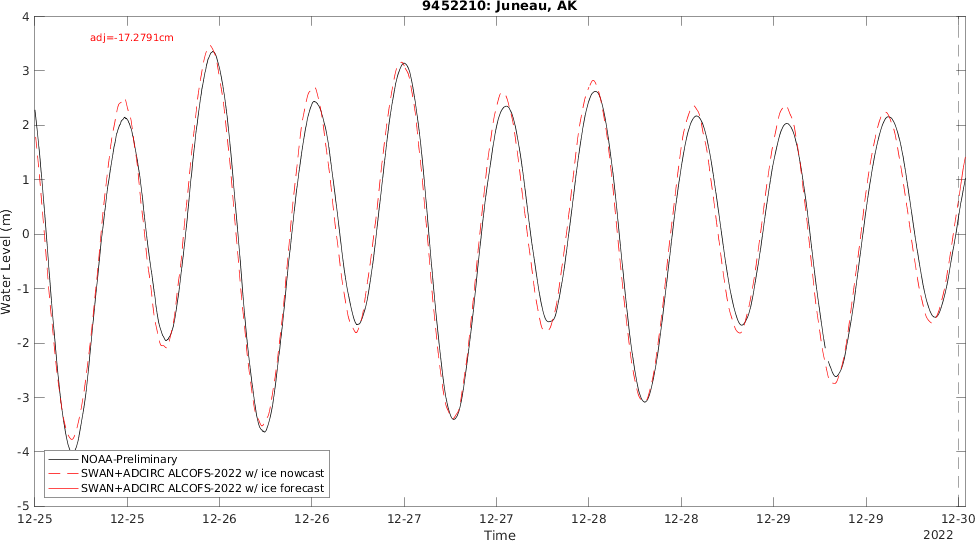 9452210: Juneau, AK
adj=-17.2791cm
4
3
2
1
0
-1
-2
-3
-4
-5
Water Level (m)
NOAA-Preliminary
SWAN+ADCIRC ALCOFS-2022 w/ ice nowcast
SWAN+ADCIRC ALCOFS-2022 w/ ice forecast
12-25 12-25 12-26 12-26 12-27 12-27 12-28 12-28 12-29 12-29 12-30
Time
2022